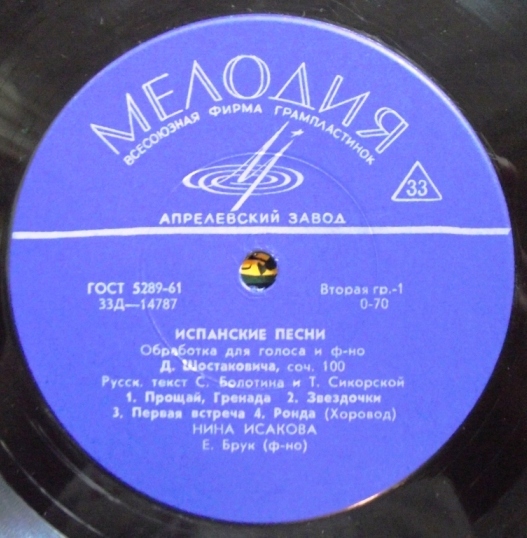 МЕЛОДИЯ
ВСЕСОЮЗНАЯ ФИРМА ГРАМПЛАСТИНОК
33
АПРЕЛЕВСКИЙ ЗАВОД
ГОСТ 5289-61
33Д—14787
Вторая гр.-1
0-70
ИСПАНСКИЕ ПЕСНИ
Обработка для голоса и ф-но
Д. Шостаковича, соч. 100
Русск. текст С. Болотина и Т. Сикорской
1. Прощай, Гренада 2. Звездочки
3. Первая встреча 4. Ронда (Хоровод)
НИНА ИСАКОВА
Е. Брук (ф-но)